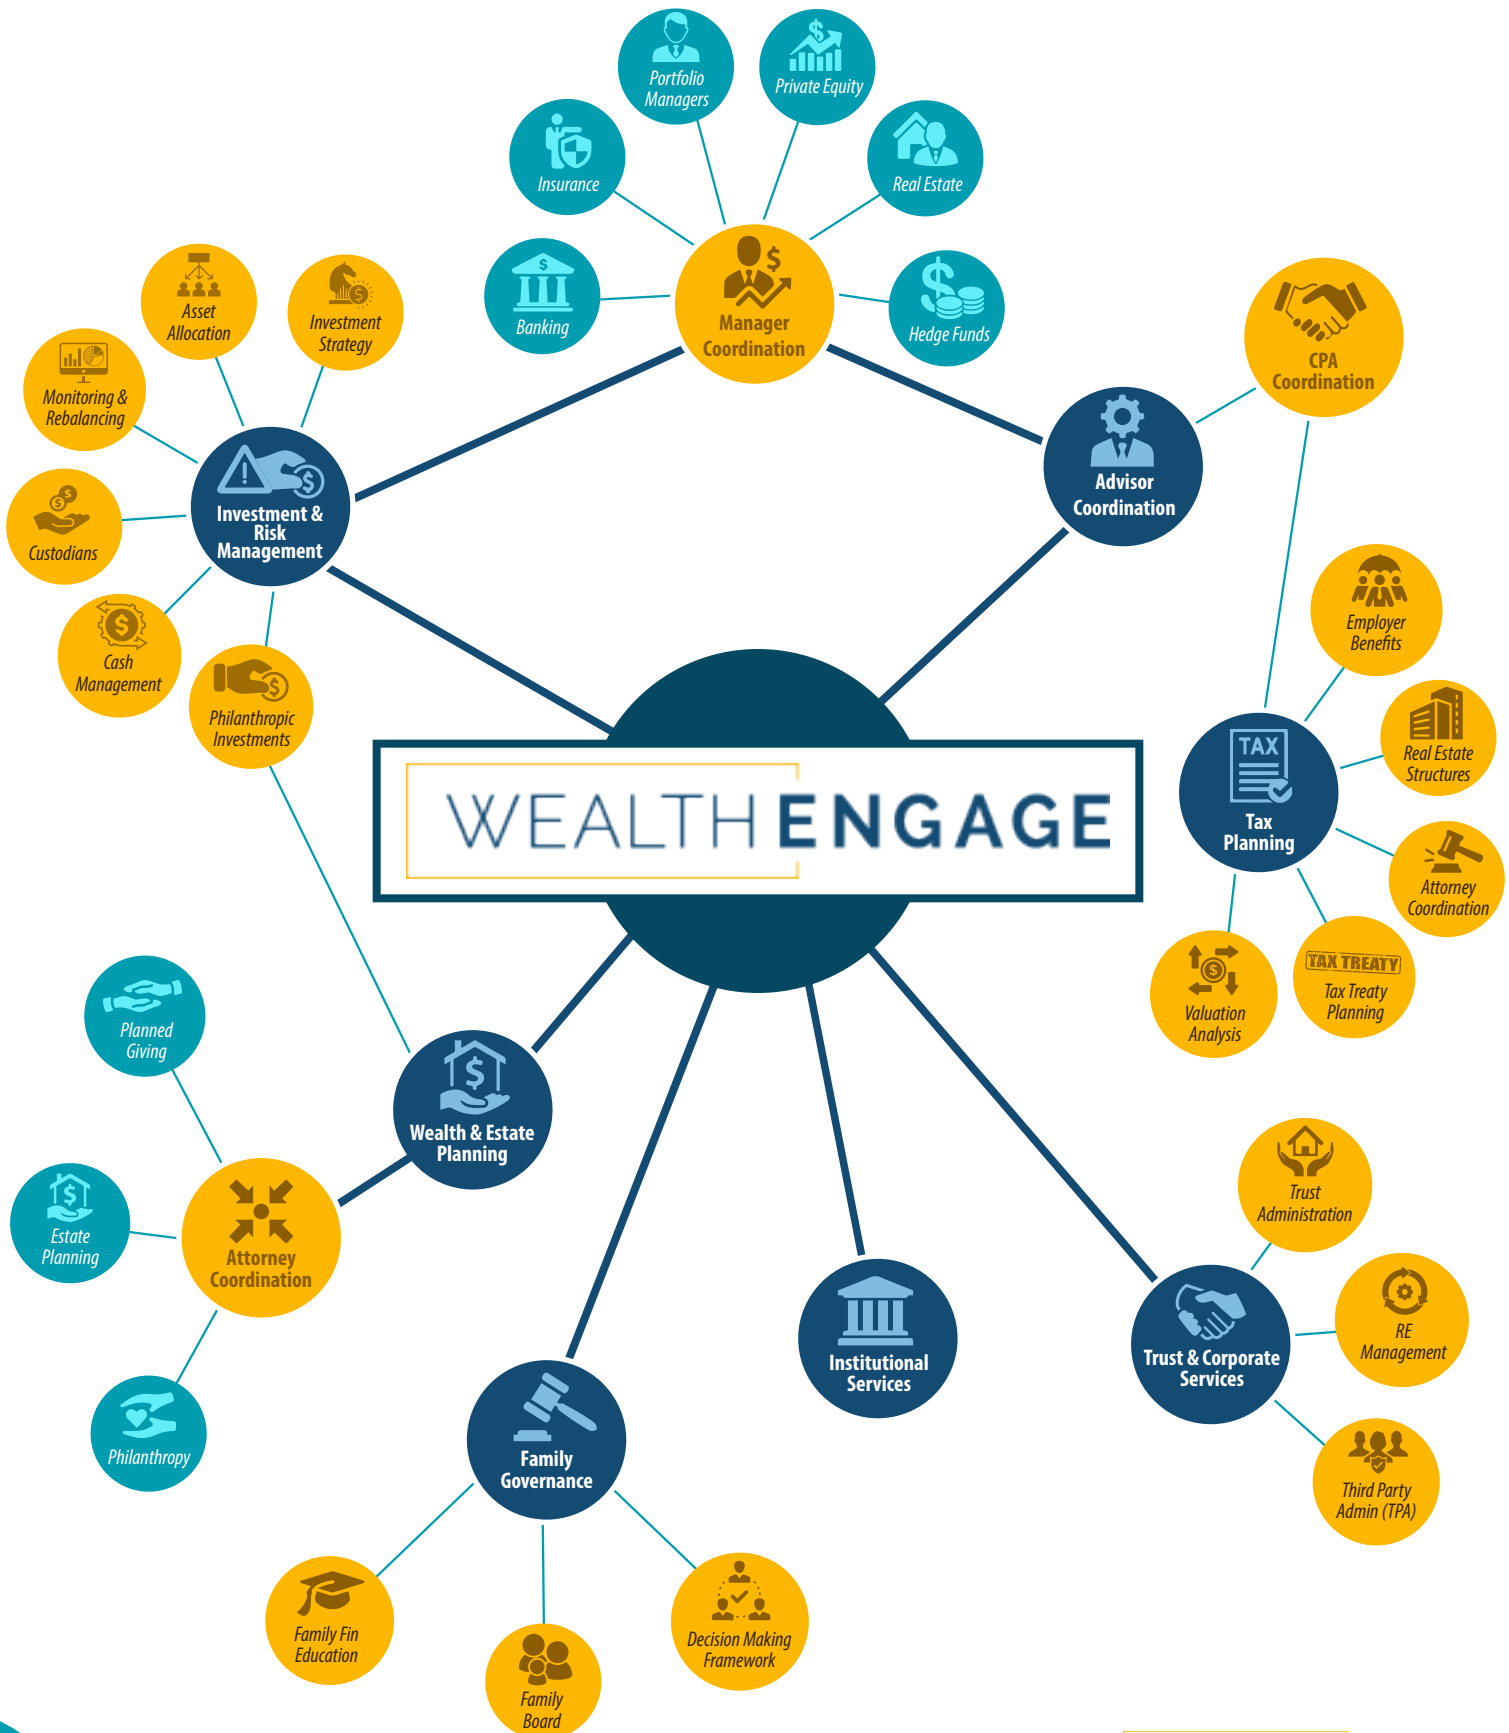 Portfolio
Managers
Private Equity
Insurance
Real Estate
Banking
$
Manager
Coordination
$
Hedge Funds
$
Asset
Allocation
Investment
Strategy
$
Monitoring &
Rebalancing
CPA
Coordination
Custodians
$ $
Investment &
Risk
Management
! $
Advisor
Coordination
Cash
Management
$
Philanthropic
Investments
$
Employer
Benefits
Real Estate
Structures
TAX
Tax
Planning
Attorney
Coordination
WEALTH ENGAGE
Valuation
Analysis
$
TAX TREATY
Tax Treaty
Planning
Planned
Giving
$
Wealth & Estate
Planning
$
Estate
Planning
Attorney
Coordination
Philanthropy
Trust
Administration
RE
Management
Trust & Corporate
Services
Third Party
Admin (TPA)
Institutional
Services
Family
Governance
Family Fin
Education
Family
Board
Decision Making
Framework